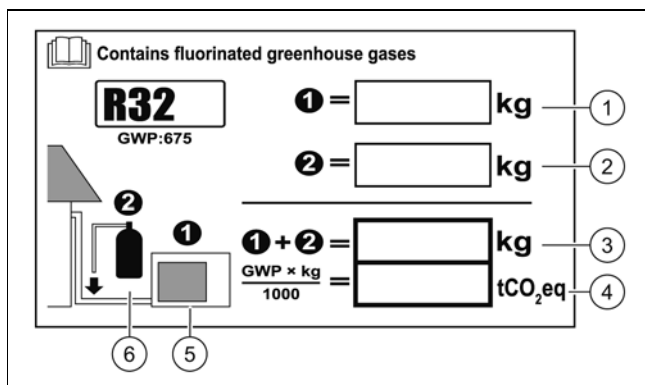 Contains fluorinated greenhouse gases
R32
GWP:675
❶ = kg 1
❷ = kg 2
❷
❶
❶+❷ = kg 3
GWP × kg
1000
= tCO₂eq 4
6 5